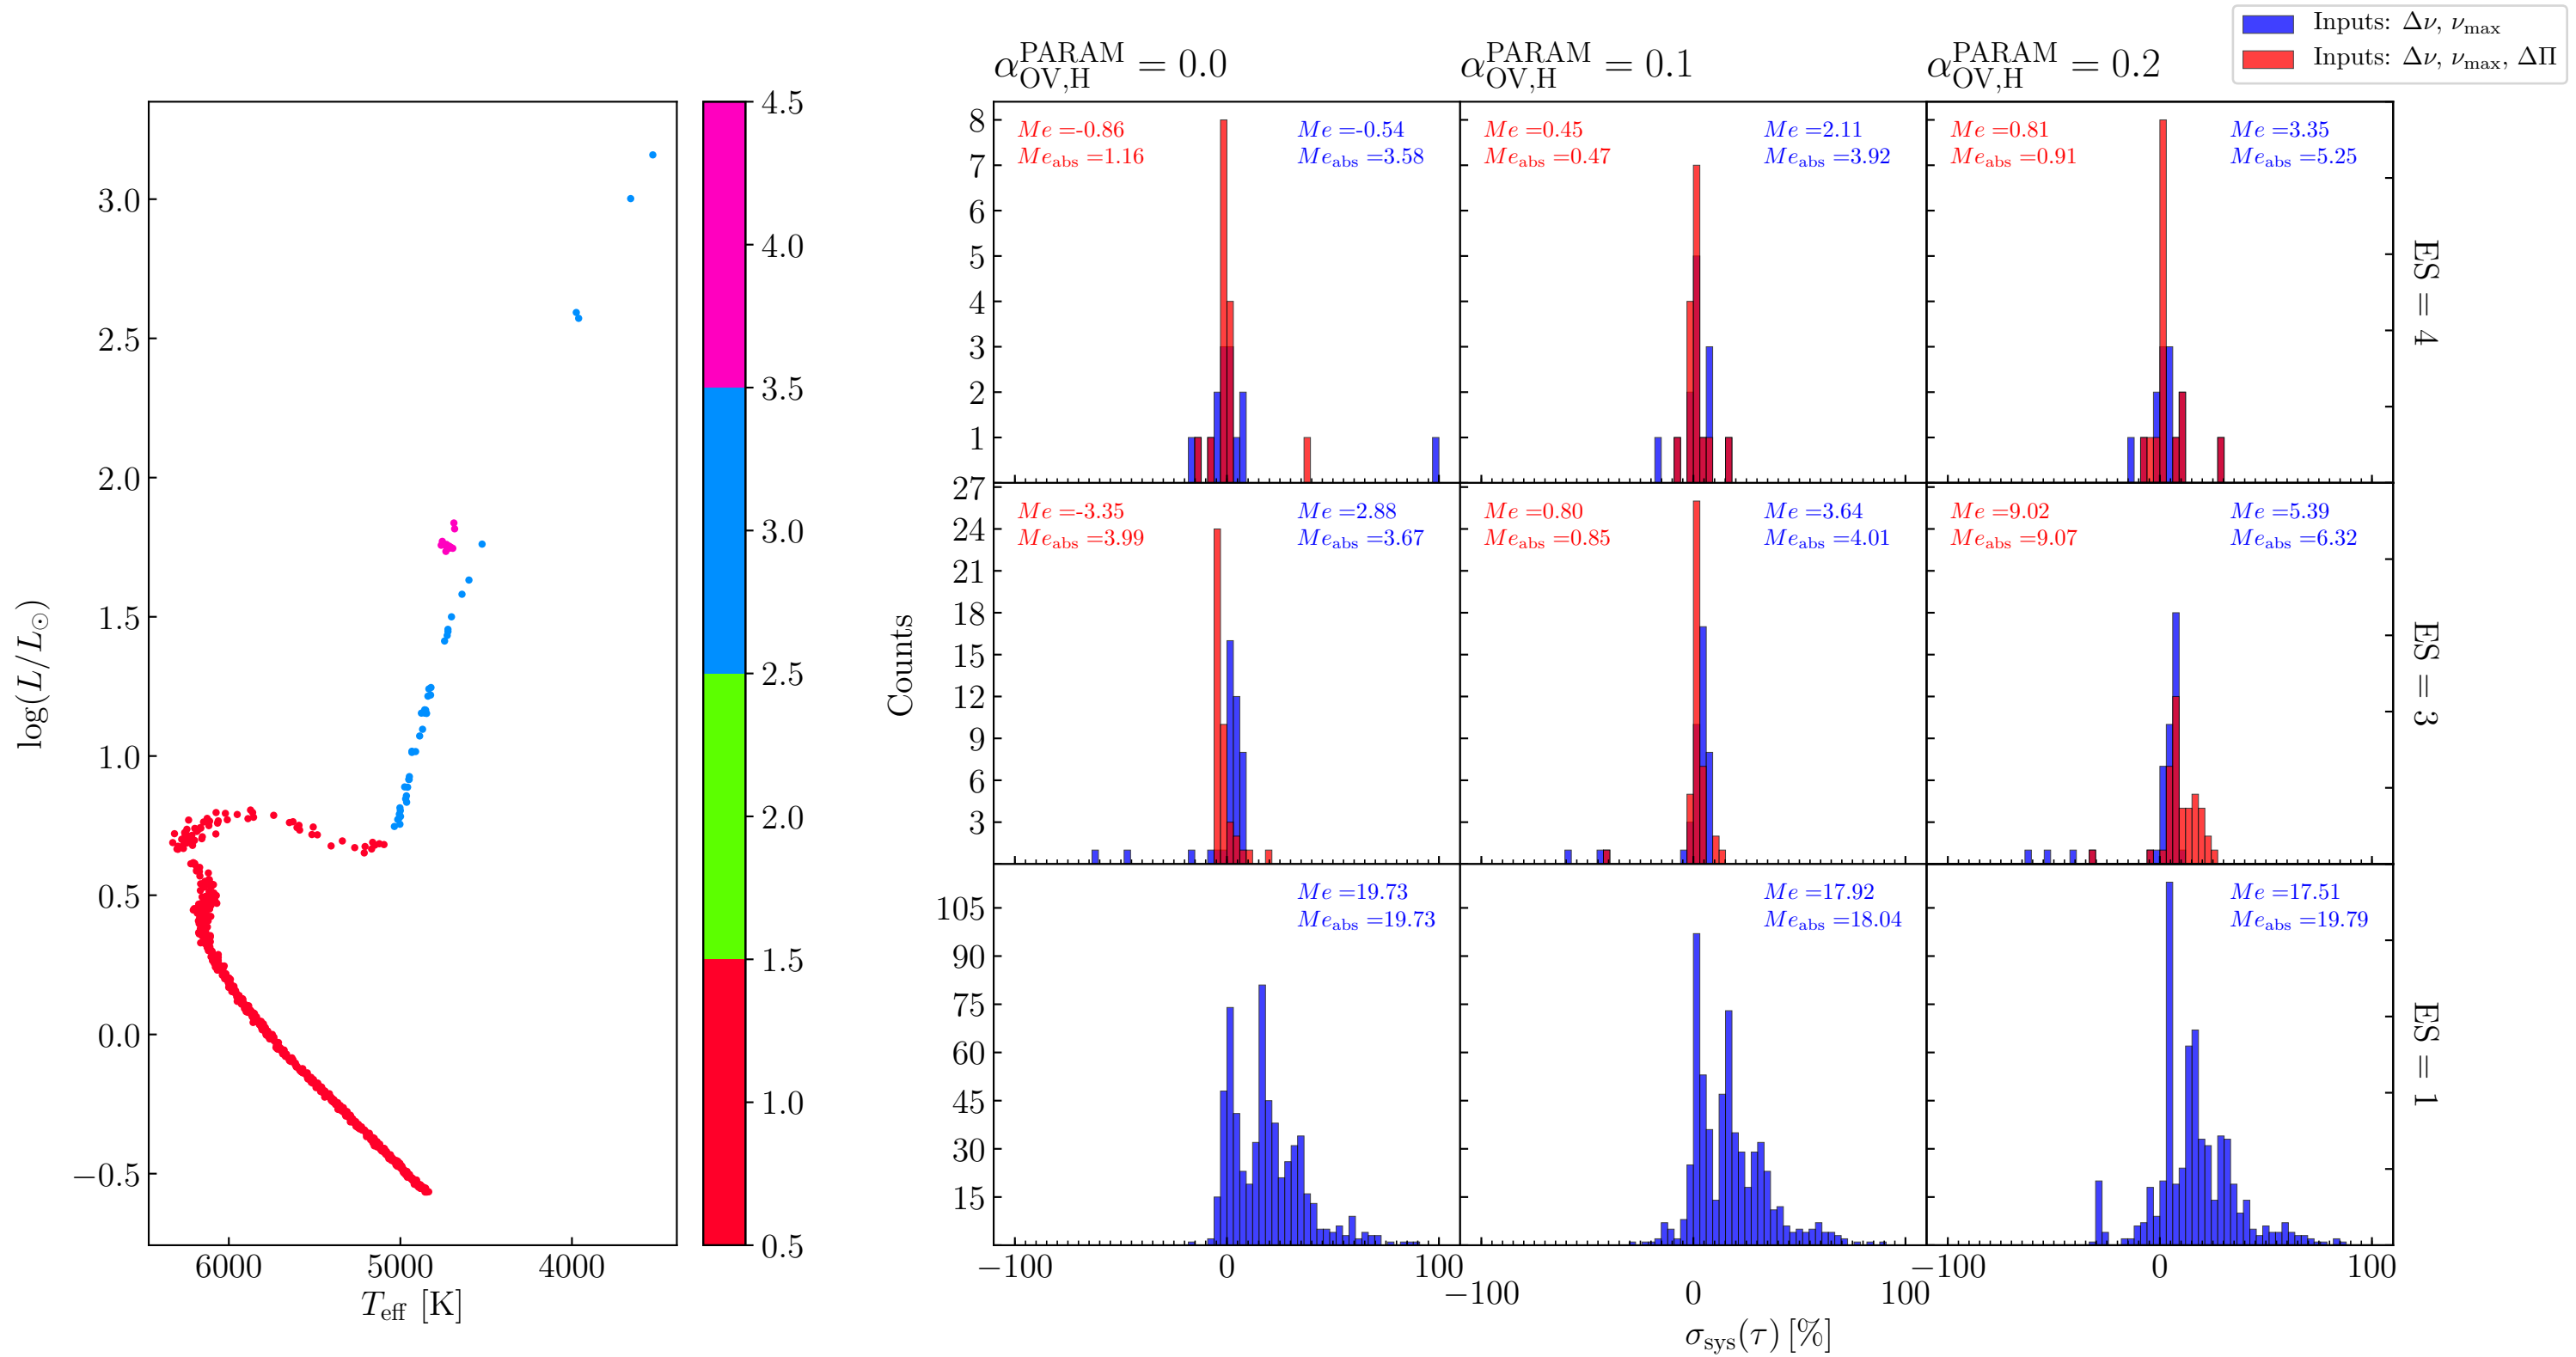 Inputs: Δν, ν_max
Inputs: Δν, ν_max, ΔΠ
α_OV,H^PARAM = 0.0
α_OV,H^PARAM = 0.1
α_OV,H^PARAM = 0.2
log(L/L⊙)
3.0
2.5
2.0
1.5
1.0
0.5
0.0
−0.5
6000 5000 4000
T_eff [K]
4.5
4.0
3.5
3.0
2.5
2.0
1.5
1.0
0.5
Counts
8
7
6
5
4
3
2
1
Me =-0.86
Me_abs =1.16
Me =-0.54
Me_abs =3.58
Me =0.45
Me_abs =0.47
Me =2.11
Me_abs =3.92
Me =0.81
Me_abs =0.91
Me =3.35
Me_abs =5.25
ES = 4
27
24
21
18
15
12
9
6
3
Me =-3.35
Me_abs =3.99
Me =2.88
Me_abs =3.67
Me =0.80
Me_abs =0.85
Me =3.64
Me_abs =4.01
Me =9.02
Me_abs =9.07
Me =5.39
Me_abs =6.32
ES = 3
105
90
75
60
45
30
15
Me =19.73
Me_abs =19.73
Me =17.92
Me_abs =18.04
Me =17.51
Me_abs =19.79
ES = 1
−100 0 100
−100 0 100
−100 0 100
σ_sys(τ) [%]